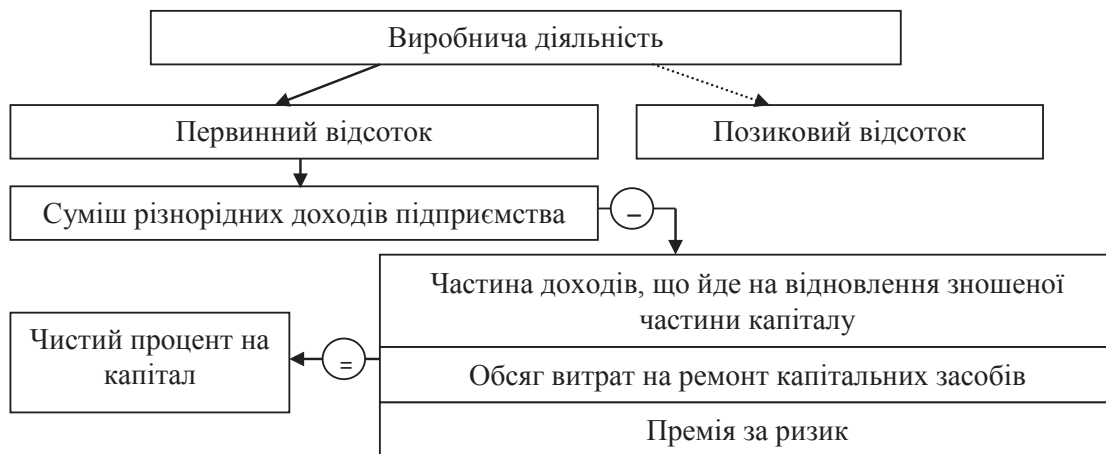 Виробнича діяльність
Первинний відсоток
Позиковий відсоток
Суміш різнорідних доходів підприємства
–
Частина доходів, що йде на відновлення зношеної
частини капіталу
Чистий процент на
капітал
=
Обсяг витрат на ремонт капітальних засобів
Премія за ризик